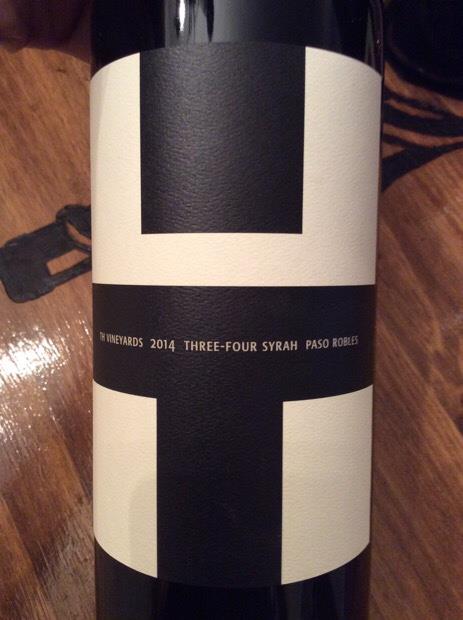 TH VINEYARDS 2014 THREE-FOUR SYRAH PASO ROBLES